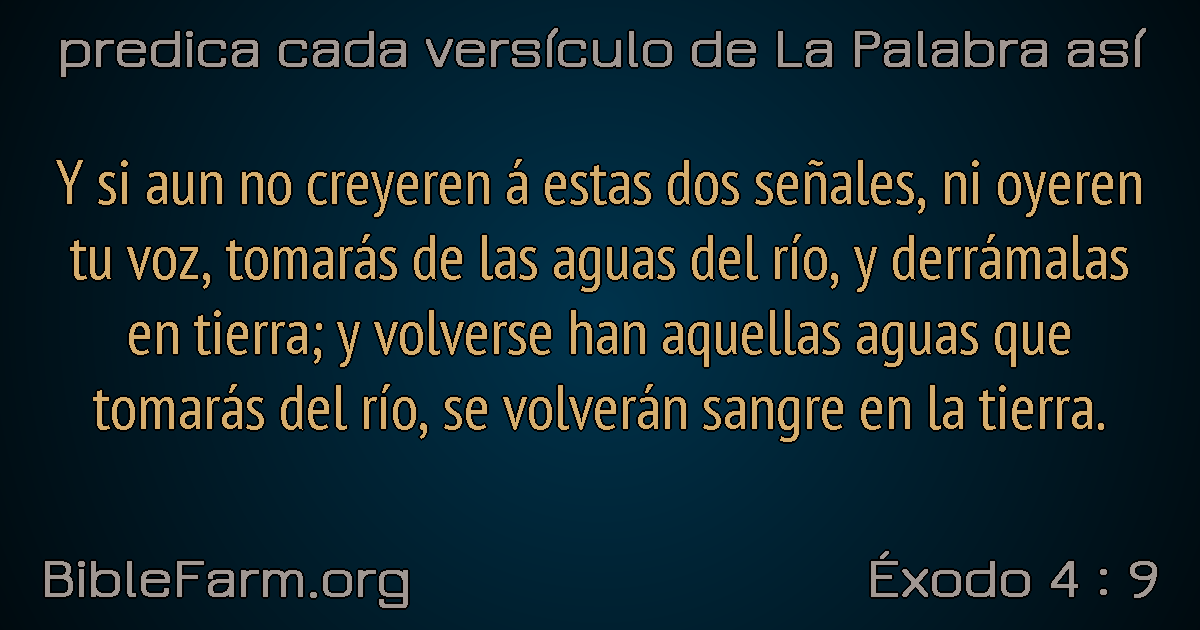 predica cada versículo de La Palabra así
Y si aun no creyeren á estas dos señales, ni oyeren
tu voz, tomarás de las aguas del río, y derrámalas
en tierra; y volverse han aquellas aguas que
tomarás del río, se volverán sangre en la tierra.
BibleFarm.org
Éxodo 4 : 9